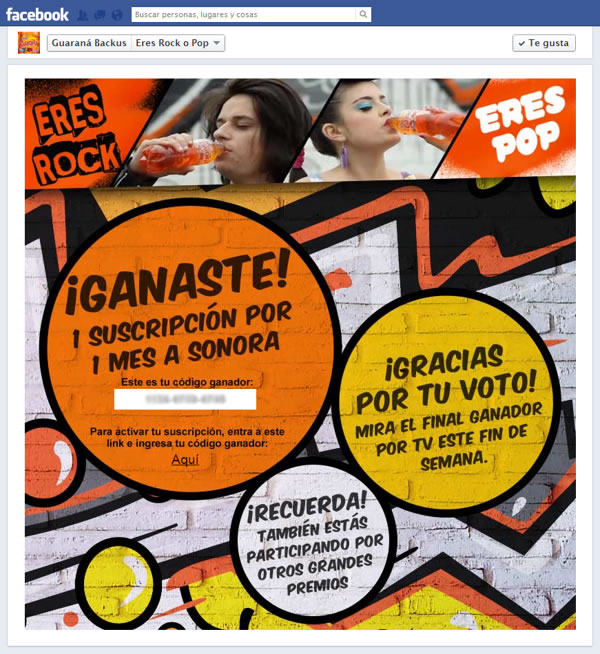 facebook
Buscar personas, lugares y cosas
Guaraná Backus
Eres Rock o Pop
Te gusta
ERES
ROCK
ERES
POP
¡GANASTE!
1 SUSCRIPCIÓN POR
1 MES A SONORA
Este es tu código ganador:
Para activar tu suscripción, entra a este
link e ingresa tu código ganador:
Aquí
¡GRACIAS
POR TU VOTO!
MIRA EL FINAL GANADOR
POR TV ESTE FIN DE
SEMANA.
¡RECUERDA!
TAMBIÉN ESTÁS
PARTICIPANDO POR
OTROS GRANDES
PREMIOS